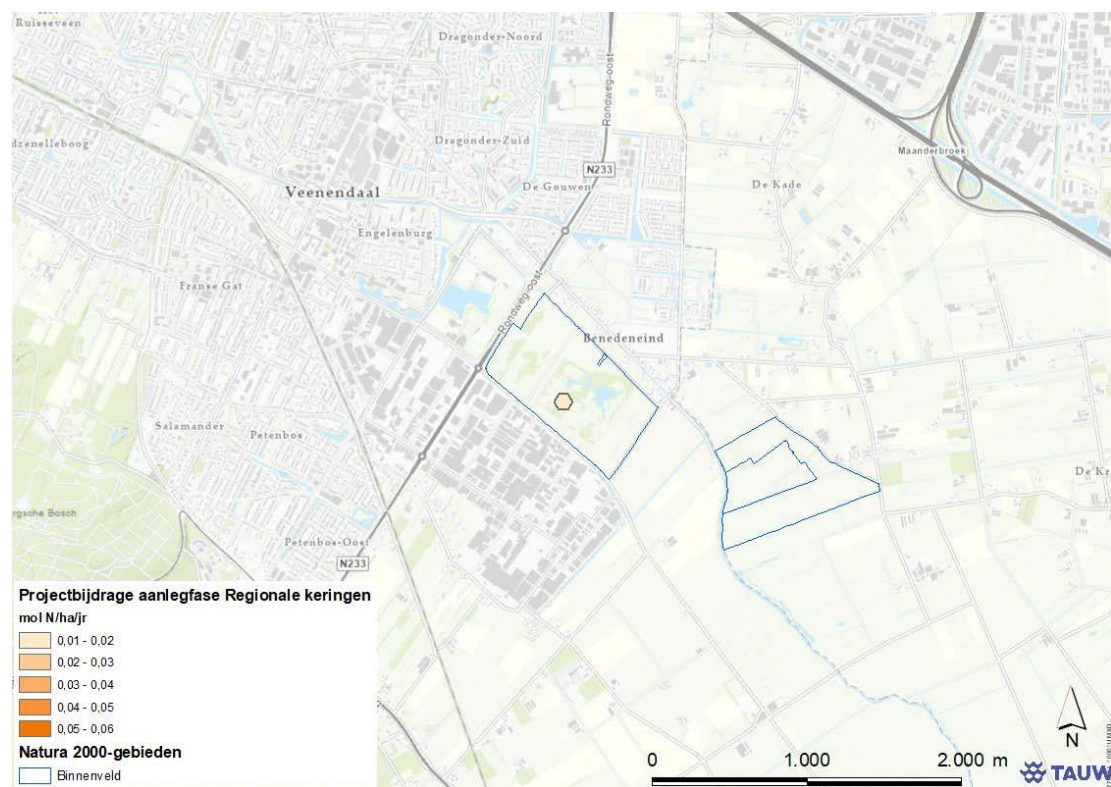 Ruisseveen
Dragonder-Noord
Rondweg-oost
Maanderbroek
dzenelleboog
Dragonder-Zuid
N233
De Kade
De Gouwen
Veenendaal
Engelenburg
Franse Gat
Rondweg-oost
Benedeneind
Salamander
Petenbos
De Kr
rgsche Bosch
Petenbos-Oost
N233
Projectbijdrage aanlegfase Regionale keringen
mol N/ha/jr
0,01 - 0,02
0,02 - 0,03
0,03 - 0,04
0,04 - 0,05
0,05 - 0,06
Natura 2000-gebieden
Binnenveld
0 1.000 2.000 m
N
TAUW